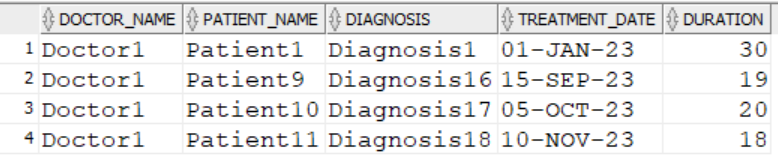 DOCTOR_NAME PATIENT_NAME DIAGNOSIS TREATMENT_DATE DURATION
1 Doctor1 Patient1 Diagnosis1 01-JAN-23 30
2 Doctor1 Patient9 Diagnosis16 15-SEP-23 19
3 Doctor1 Patient10 Diagnosis17 05-OCT-23 20
4 Doctor1 Patient11 Diagnosis18 10-NOV-23 18